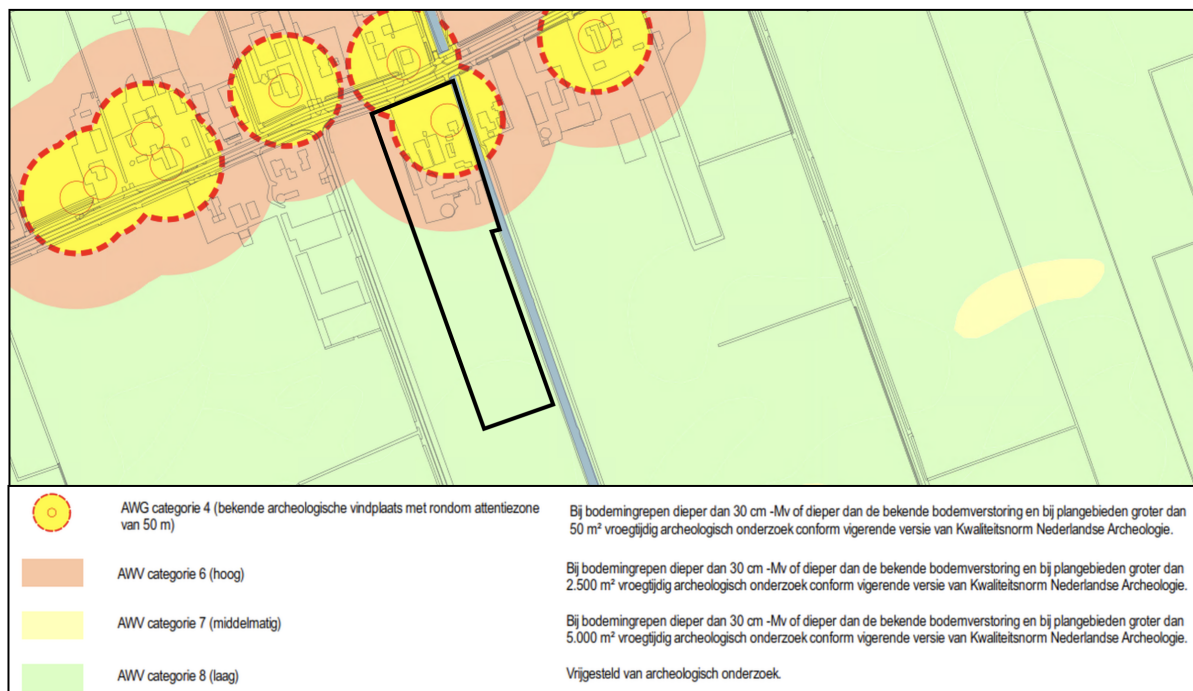 AWG categorie 4 (bekende archeologische vindplaats met rondom attentiezone
van 50 m)
Bij bodemingrepen dieper dan 30 cm -Mv of dieper dan de bekende bodemverstoring en bij plangebieden groter dan
50 m² vroegtijdig archeologisch onderzoek conform vigerende versie van Kwaliteitsnorm Nederlandse Archeologie.
AWV categorie 6 (hoog)
Bij bodemingrepen dieper dan 30 cm -Mv of dieper dan de bekende bodemverstoring en bij plangebieden groter dan
2.500 m² vroegtijdig archeologisch onderzoek conform vigerende versie van Kwaliteitsnorm Nederlandse Archeologie.
AWV categorie 7 (middelmatig)
Bij bodemingrepen dieper dan 30 cm -Mv of dieper dan de bekende bodemverstoring en bij plangebieden groter dan
5.000 m² vroegtijdig archeologisch onderzoek conform vigerende versie van Kwaliteitsnorm Nederlandse Archeologie.
AWV categorie 8 (laag)
Vrijgesteld van archeologisch onderzoek.